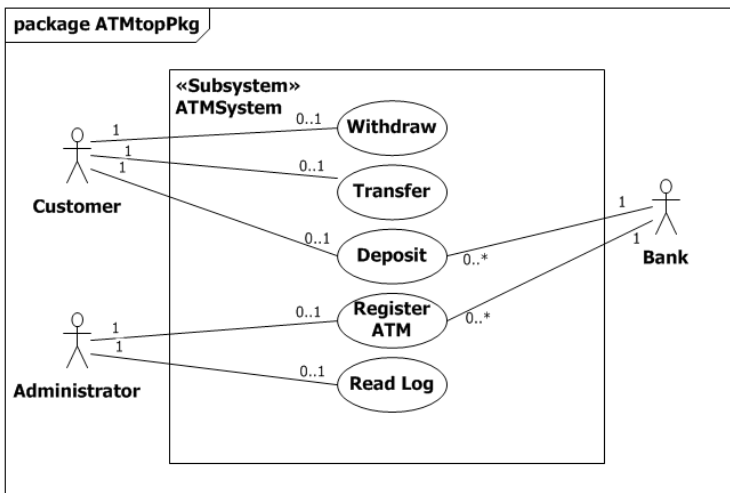 package ATMtopPkg
«Subsystem»
ATMSystem
1
0..1
Withdraw
1
0..1
Transfer
1
Customer
0..1
Deposit
0..*
1
1
Bank
0..1
Register
ATM
0..*
1
1
0..1
Read Log
Administrator